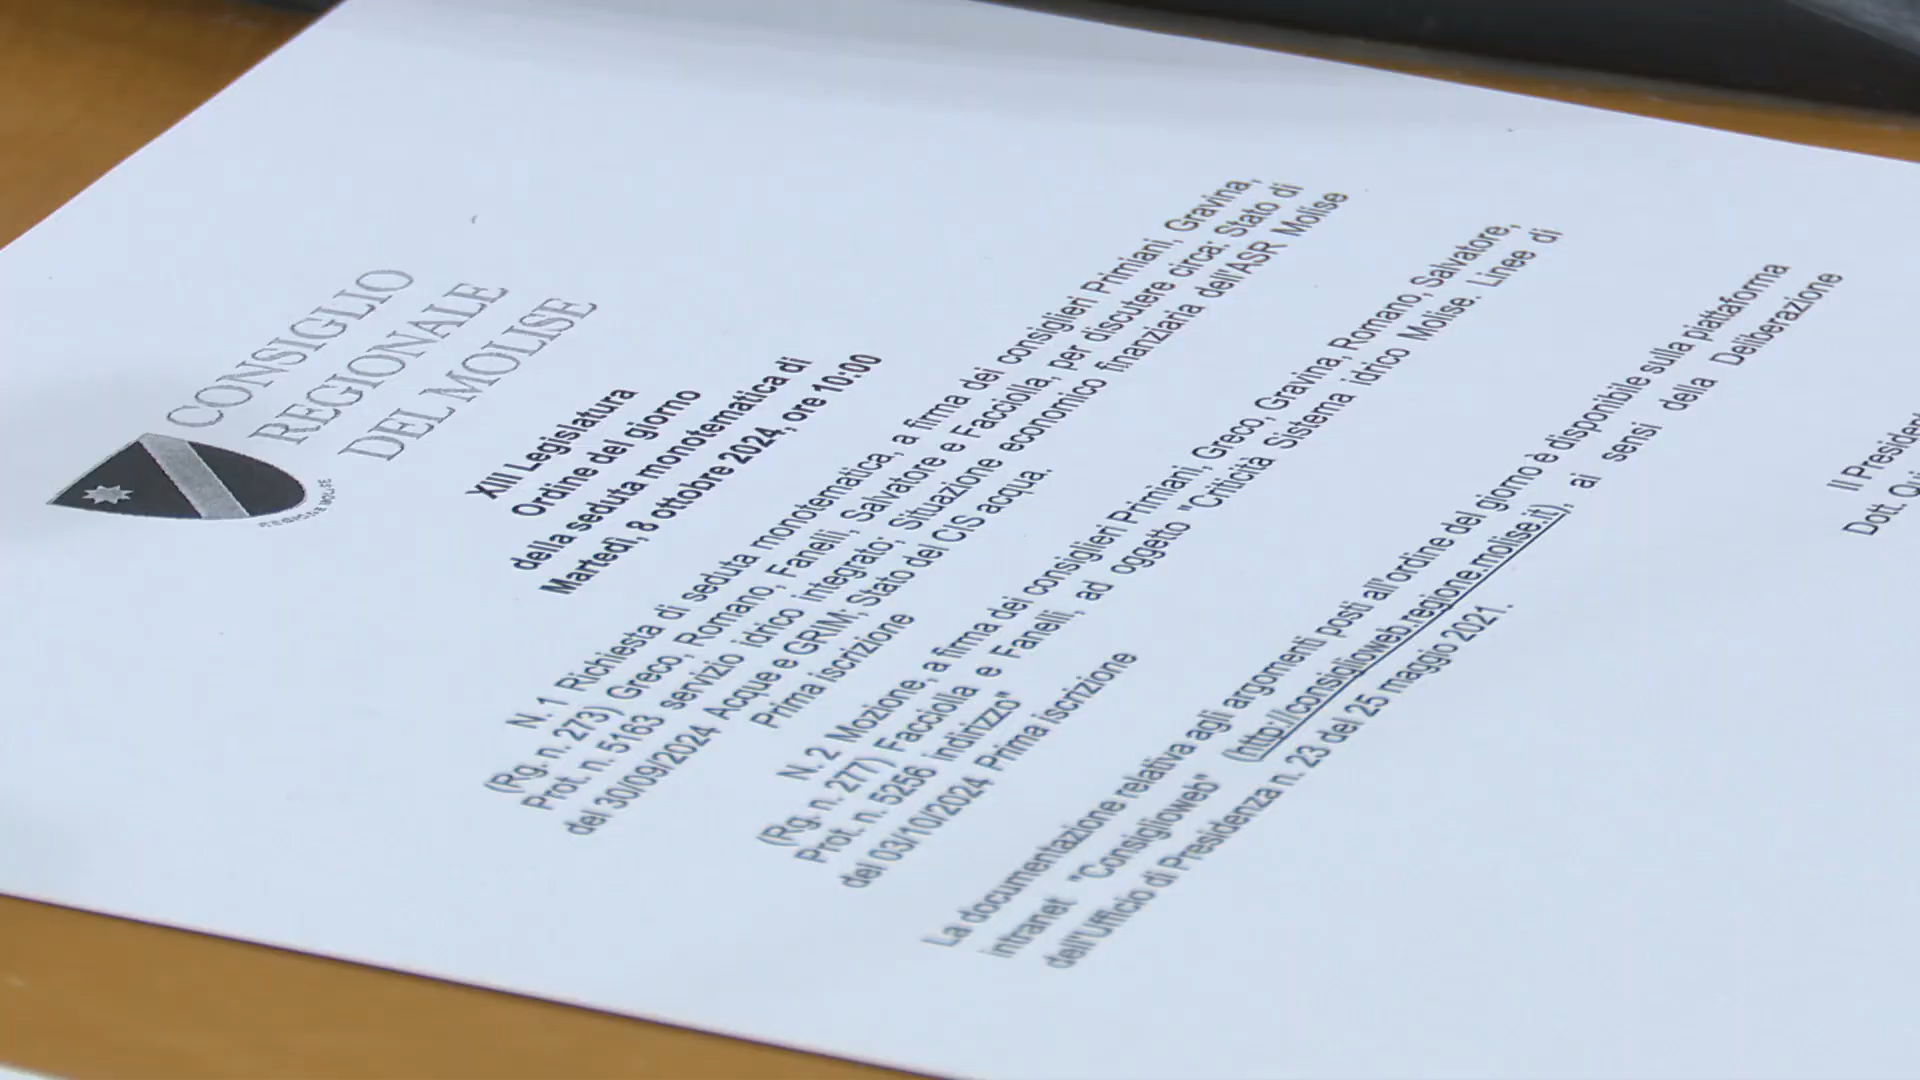 CONSIGLIO
REGIONALE
DEL MOLISE
REGIONE MOLISE
XII Legislatura
Ordine del giorno
della seduta monotematica di
Martedì, 8 ottobre 2024, ore 10:00
N. 1 Richiesta di seduta monotematica, a firma dei consiglieri Primiani, Gravina,
(Rg. n. 273) Greco, Romano, Fanelli, Salvatore e Facciolla, per discutere circa: Stato di
Prot. n. 5163 servizio idrico integrato; Situazione economico finanziaria dell'ASR Molise
del 30/09/2024 Acque e GRIM; Stato del CIS acqua.
Prima iscrizione
N. 2 Mozione, a firma dei consiglieri Primiani, Greco, Gravina, Romano, Salvatore,
(Rg. n. 277) Facciolla e Fanelli, ad oggetto "Criticità Sistema idrico Molise. Linee di
Prot. n. 5256 indirizzo"
del 03/10/2024 Prima iscrizione
La documentazione relativa agli argomenti posti all'ordine del giorno è disponibile sulla piattaforma
intranet "Consiglioweb" (http://consiglioweb.regione.molise.it), ai sensi della Deliberazione
dell'Ufficio di Presidenza n. 23 del 25 maggio 2021.
Il President
Dott. Qu